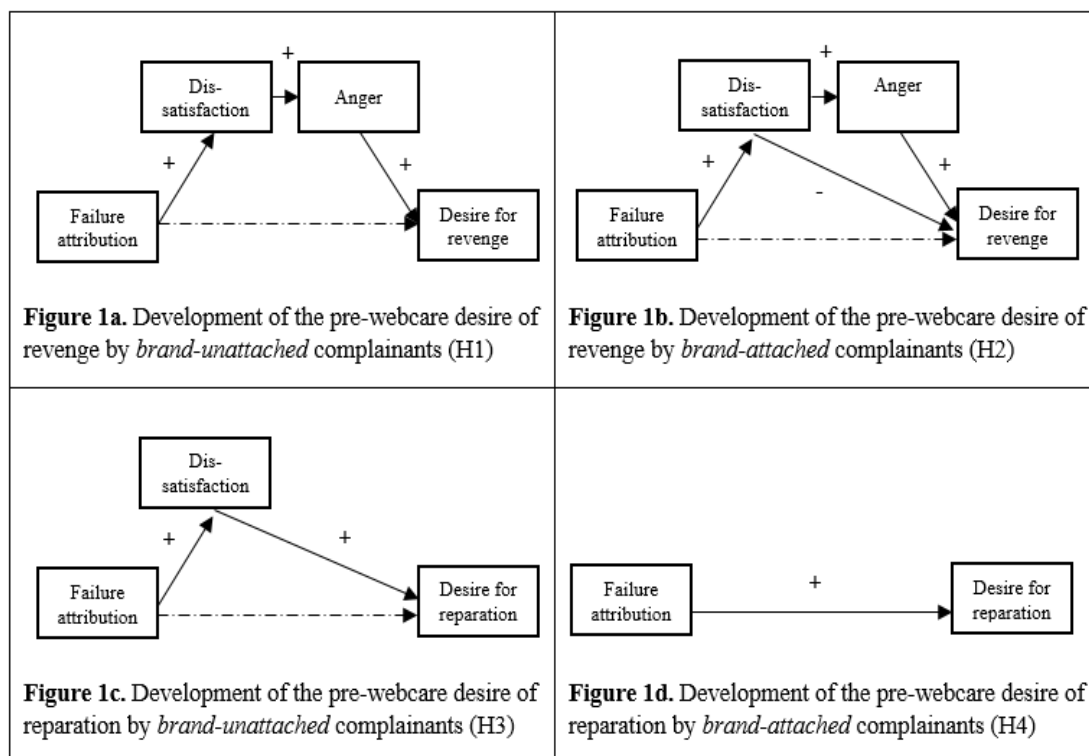 +
Dis-
satisfaction
Anger
+
+
Failure
attribution
Desire for
revenge
Figure 1a. Development of the pre-webcare desire of
revenge by brand-unattached complainants (H1)
+
Dis-
satisfaction
Anger
+
+
-
Failure
attribution
Desire for
revenge
Figure 1b. Development of the pre-webcare desire of
revenge by brand-attached complainants (H2)
Dis-
satisfaction
+
+
Failure
attribution
Desire for
reparation
Figure 1c. Development of the pre-webcare desire of
reparation by brand-unattached complainants (H3)
+
Failure
attribution
Desire for
reparation
Figure 1d. Development of the pre-webcare desire of
reparation by brand-attached complainants (H4)